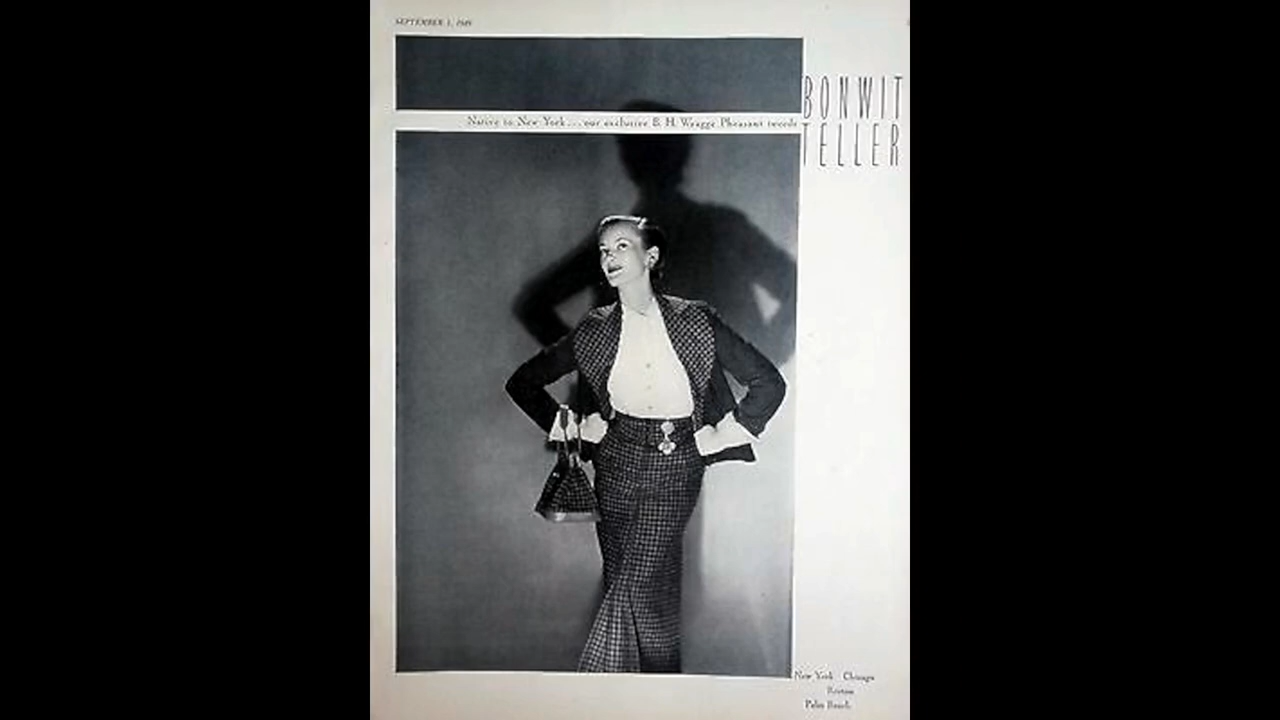 SEPTEMBER 1, 1949
BONWIT
TELLER
Native to New York... our exclusive B. H. Wragge Pheasant tweeds
New York Chicago
Boston
Palm Beach